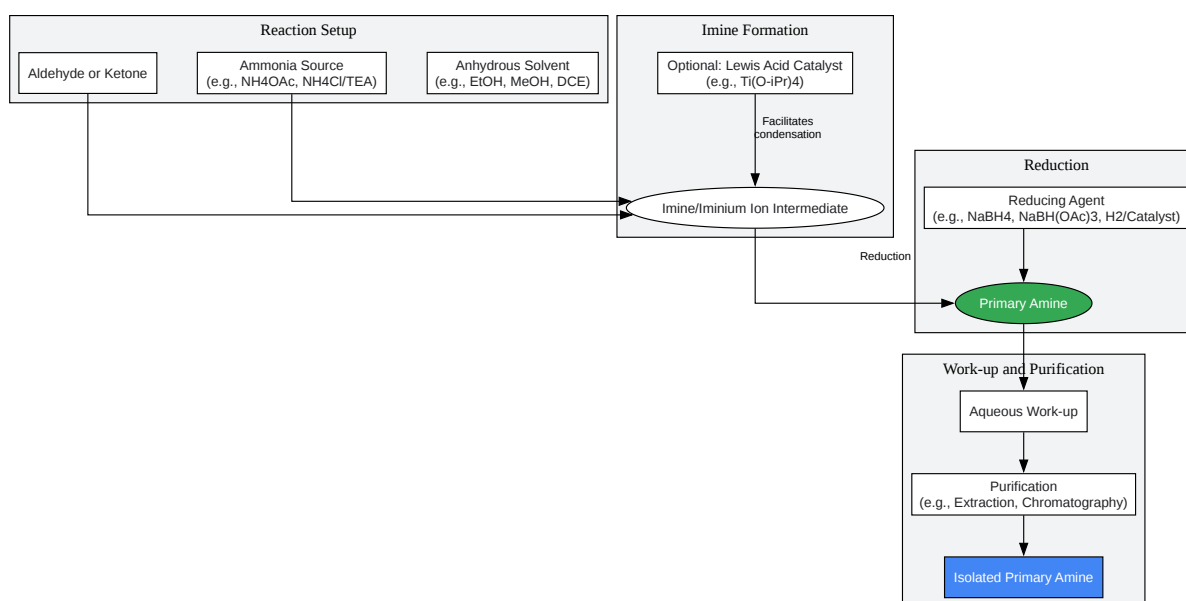 Reaction Setup
Aldehyde or Ketone
Ammonia Source
(e.g., NH4OAc, NH4Cl/TEA)
Anhydrous Solvent
(e.g., EtOH, MeOH, DCE)
Imine Formation
Optional: Lewis Acid Catalyst
(e.g., Ti(O-iPr)4)
Facilitates
condensation
Imine/Iminium Ion Intermediate
Reduction
Reduction
Reducing Agent
(e.g., NaBH4, NaBH(OAc)3, H2/Catalyst)
Primary Amine
Work-up and Purification
Aqueous Work-up
Purification
(e.g., Extraction, Chromatography)
Isolated Primary Amine